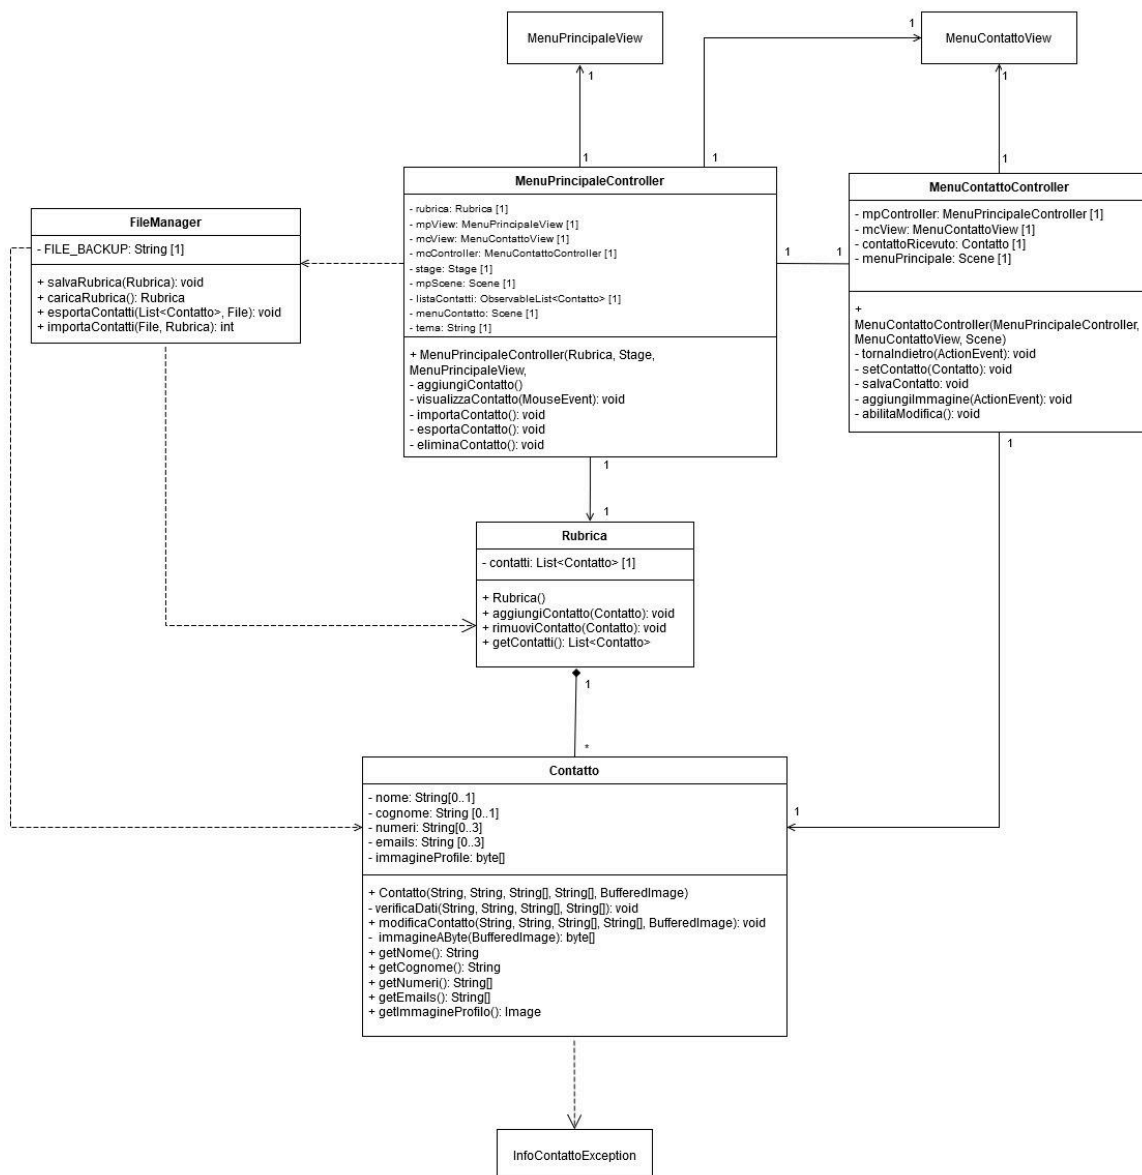 MenuPrincipaleView
MenuContattoView
1
1
1
1
1
1
MenuPrincipaleController
- rubrica: Rubrica [1]
- mpView: MenuPrincipaleView [1]
- mcView: MenuContattoView [1]
- mcController: MenuContattoController [1]
- stage: Stage [1]
- mpScene: Scene [1]
- listaContatti: ObservableList<Contatto> [1]
- menuContatto: Scene [1]
- tema: String [1]
+ MenuPrincipaleController(Rubrica, Stage,
MenuPrincipaleView,
- aggiungiContatto()
- visualizzaContatto(MouseEvent): void
- importaContatto(): void
- esportaContatto(): void
- eliminaContatto(): void
MenuContattoController
- mpController: MenuPrincipaleController [1]
- mcView: MenuContattoView [1]
- contattoRicevuto: Contatto [1]
- menuPrincipale: Scene [1]
+
MenuContattoController(MenuPrincipaleController,
MenuContattoView, Scene)
- tornaIndietro(ActionEvent): void
- setContatto(Contatto): void
- salvaContatto: void
- aggiungiImmagine(ActionEvent): void
- abilitaModifica(): void
FileManager
- FILE_BACKUP: String [1]
+ salvaRubrica(Rubrica): void
+ caricaRubrica(): Rubrica
+ esportaContatti(List<Contatto>, File): void
+ importaContatti(File, Rubrica): int
1
1
1
1
1
Rubrica
- contatti: List<Contatto> [1]
+ Rubrica()
+ aggiungiContatto(Contatto): void
+ rimuoviContatto(Contatto): void
+ getContatti(): List<Contatto>
1
*
1
Contatto
- nome: String[0..1]
- cognome: String [0..1]
- numeri: String[0..3]
- emails: String [0..3]
- immagineProfile: byte[]
+ Contatto(String, String, String[], String[], BufferedImage)
- verificaDati(String, String, String[], String[]): void
+ modificaContatto(String, String, String[], String[], BufferedImage): void
- immagineAByte(BufferedImage): byte[]
+ getNome(): String
+ getCognome(): String
+ getNumeri(): String[]
+ getEmails(): String[]
+ getImmagineProfilo(): Image
InfoContattoException